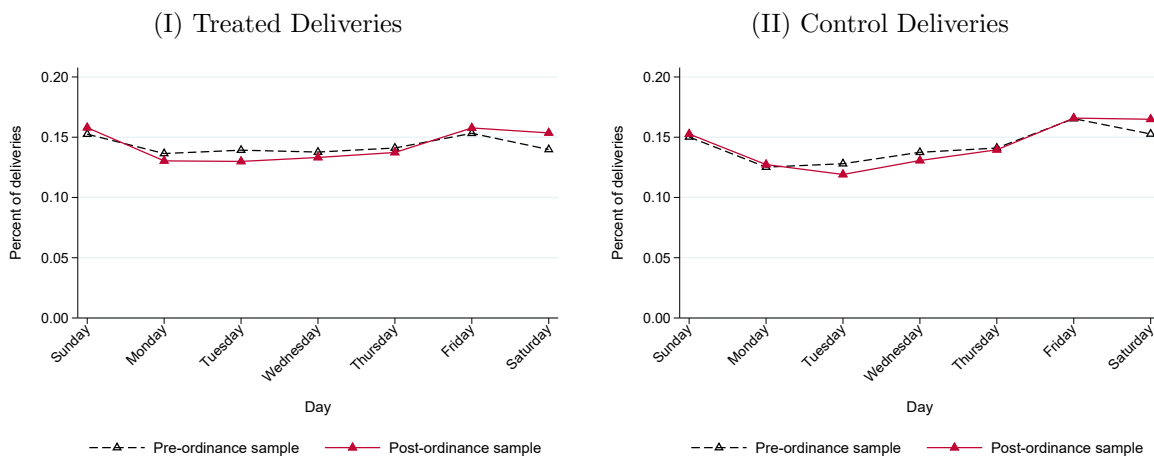 (I) Treated Deliveries
0.20
0.15
0.10
0.05
0.00
Percent of deliveries
Sunday
Monday
Tuesday
Wednesday
Thursday
Friday
Saturday
Day
Pre-ordinance sample
Post-ordinance sample
(II) Control Deliveries
0.20
0.15
0.10
0.05
0.00
Percent of deliveries
Sunday
Monday
Tuesday
Wednesday
Thursday
Friday
Saturday
Day
Pre-ordinance sample
Post-ordinance sample